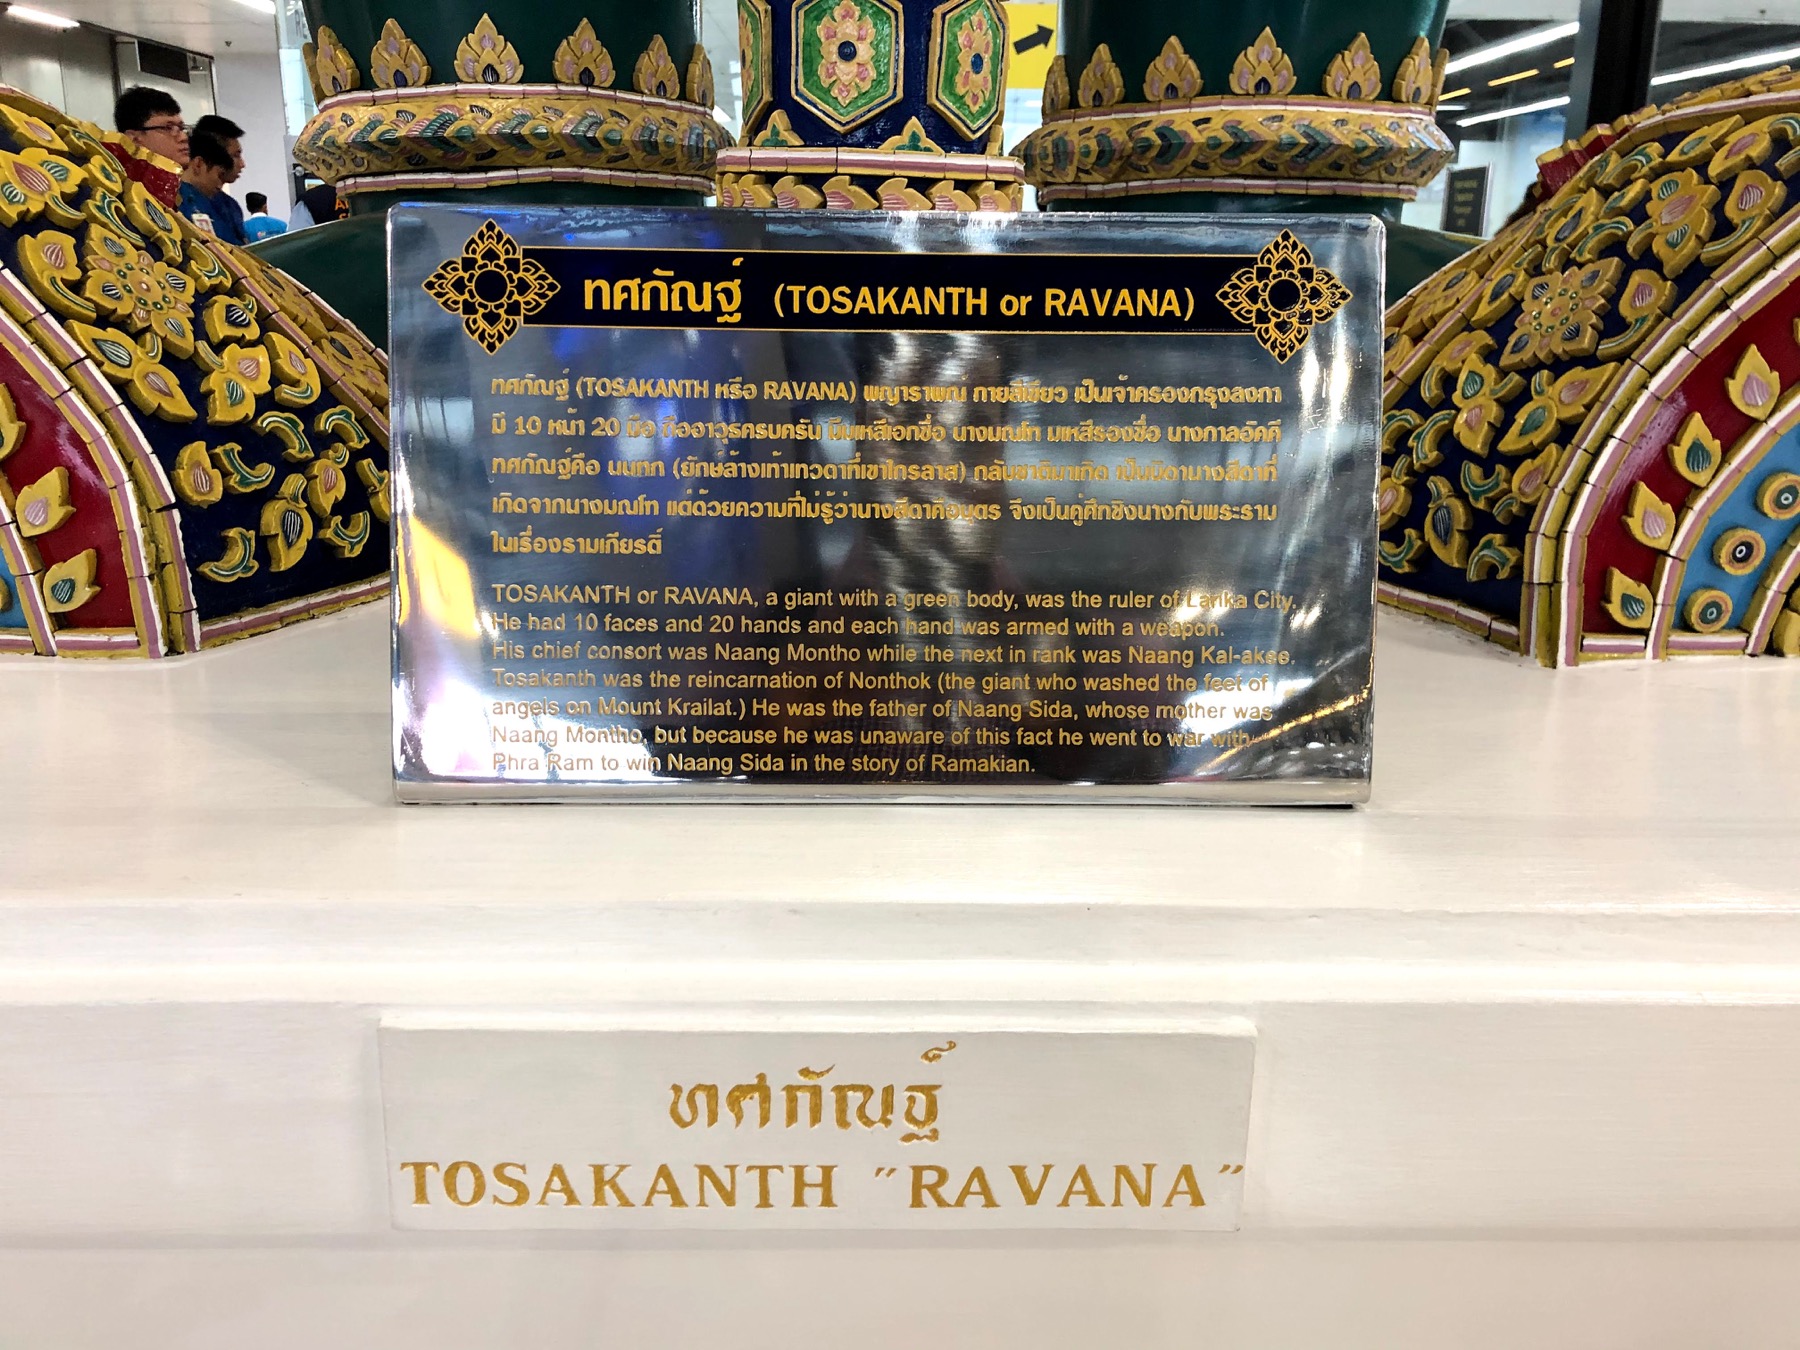 ทศกัณฐ์ (TOSAKANTH or RAVANA)
ทศกัณฐ์ (TOSAKANTH หรือ RAVANA) พญาราพณ์ กายสีเขียว เป็นเจ้าครองกรุงลงกา
มี 10 หน้า 20 มือ ถืออาวุธครบครัน มีมเหสีเอกชื่อ นางมณโฑ มเหสีรองชื่อ นางกาลอัคคี
ทศกัณฐ์คือ นนทก (ยักษ์ล้างเท้าเทวดาที่เขาไกรลาส) กลับชาติมาเกิด เป็นบิดานางสีดาที่
เกิดจากนางมณโฑ แต่ด้วยความที่ไม่รู้ว่านางสีดาคือบุตร จึงเป็นคู่ศึกชิงนางกับพระราม
ในเรื่องรามเกียรติ์
TOSAKANTH or RAVANA, a giant with a green body, was the ruler of Lanka City.
He had 10 faces and 20 hands and each hand was armed with a weapon.
His chief consort was Naang Montho while the next in rank was Naang Kal-akse.
Tosakanth was the reincarnation of Nonthok (the giant who washed the feet of
angels on Mount Krailat.) He was the father of Naang Sida, whose mother was
Naang Montho, but because he was unaware of this fact he went to war with
Phra Ram to win Naang Sida in the story of Ramakian.
ทศกัณฐ์
TOSAKANTH "RAVANA"